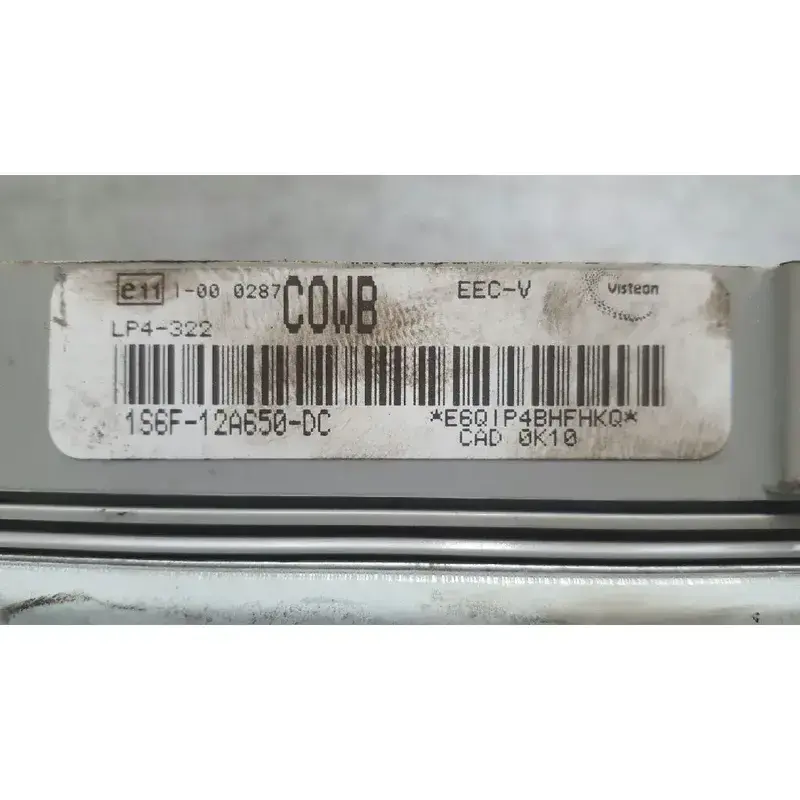 e11 1-00 0287 COWB EEC-V Visteon
LP4-322
1S6F-12A650-DC *E6QIP4BHFHKQ*
CAD 0K10